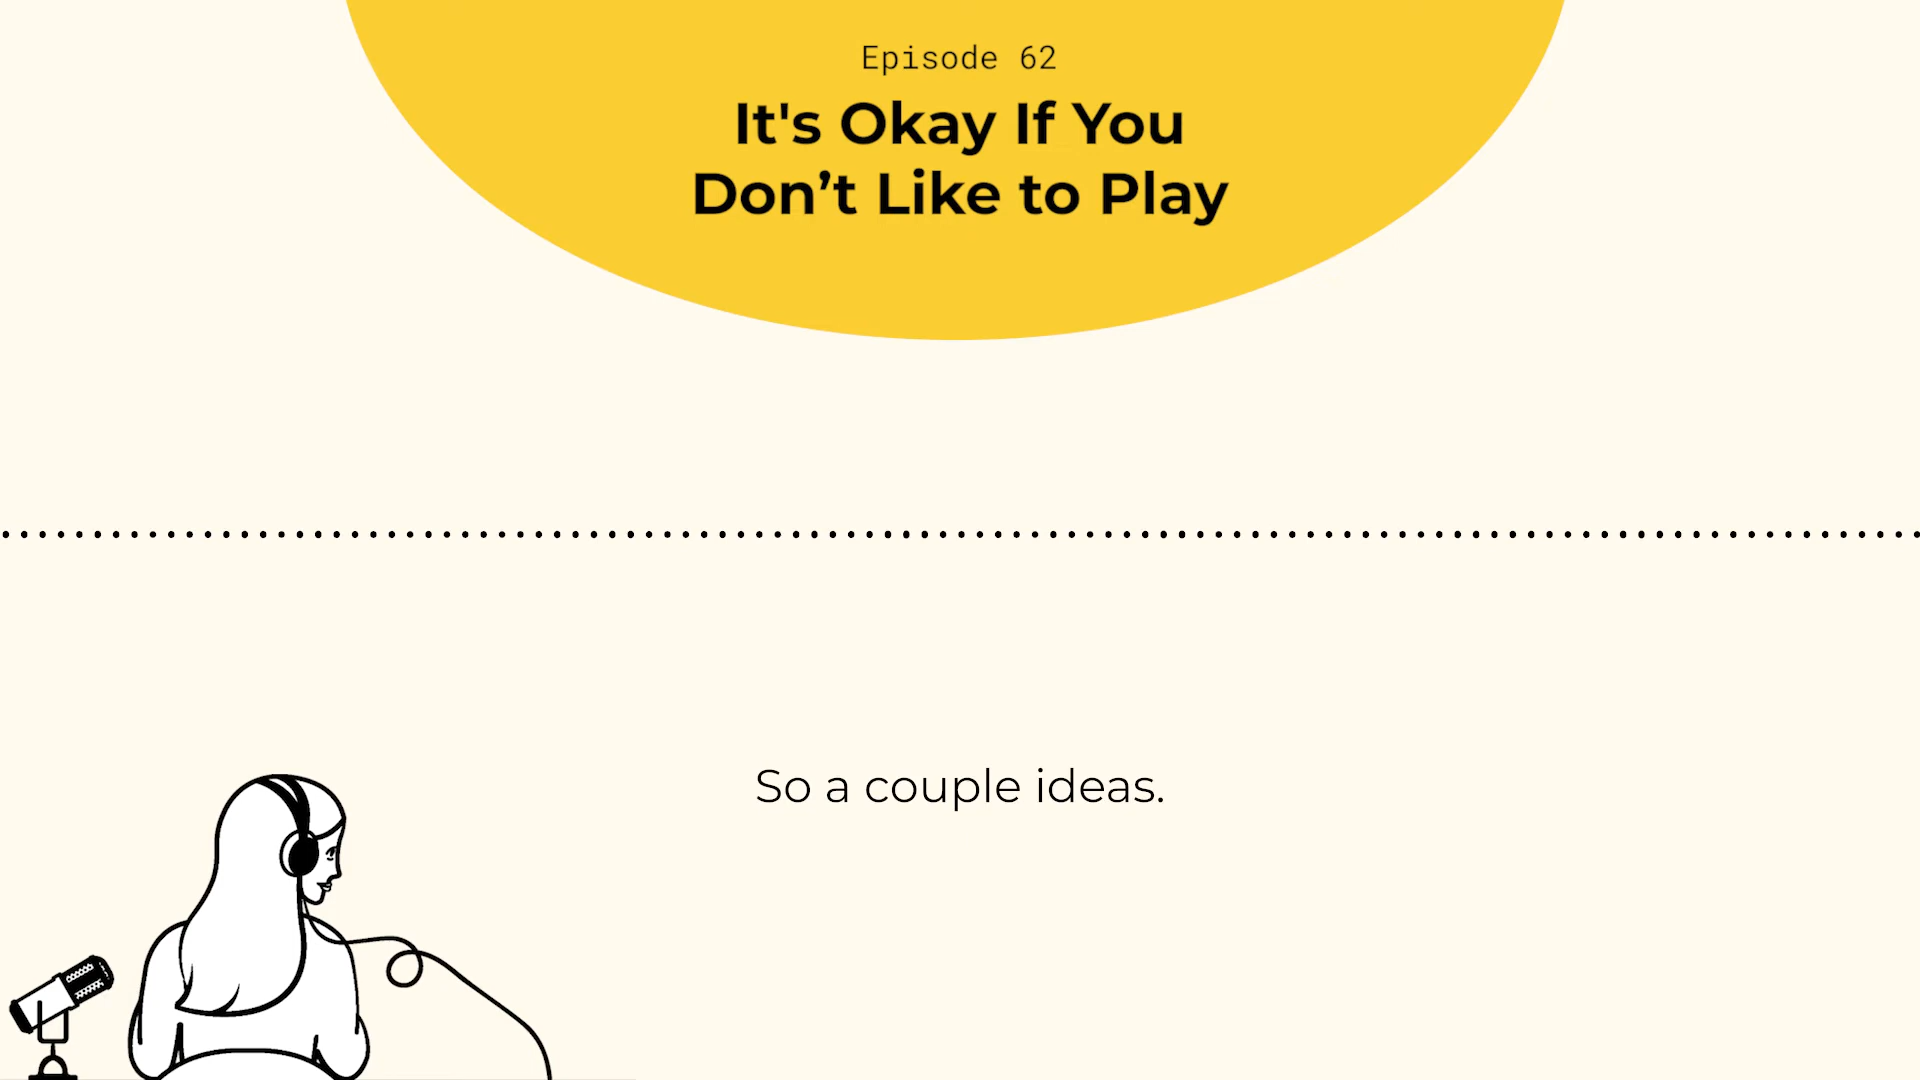 Episode 62
It's Okay If You
Don’t Like to Play
So a couple ideas.